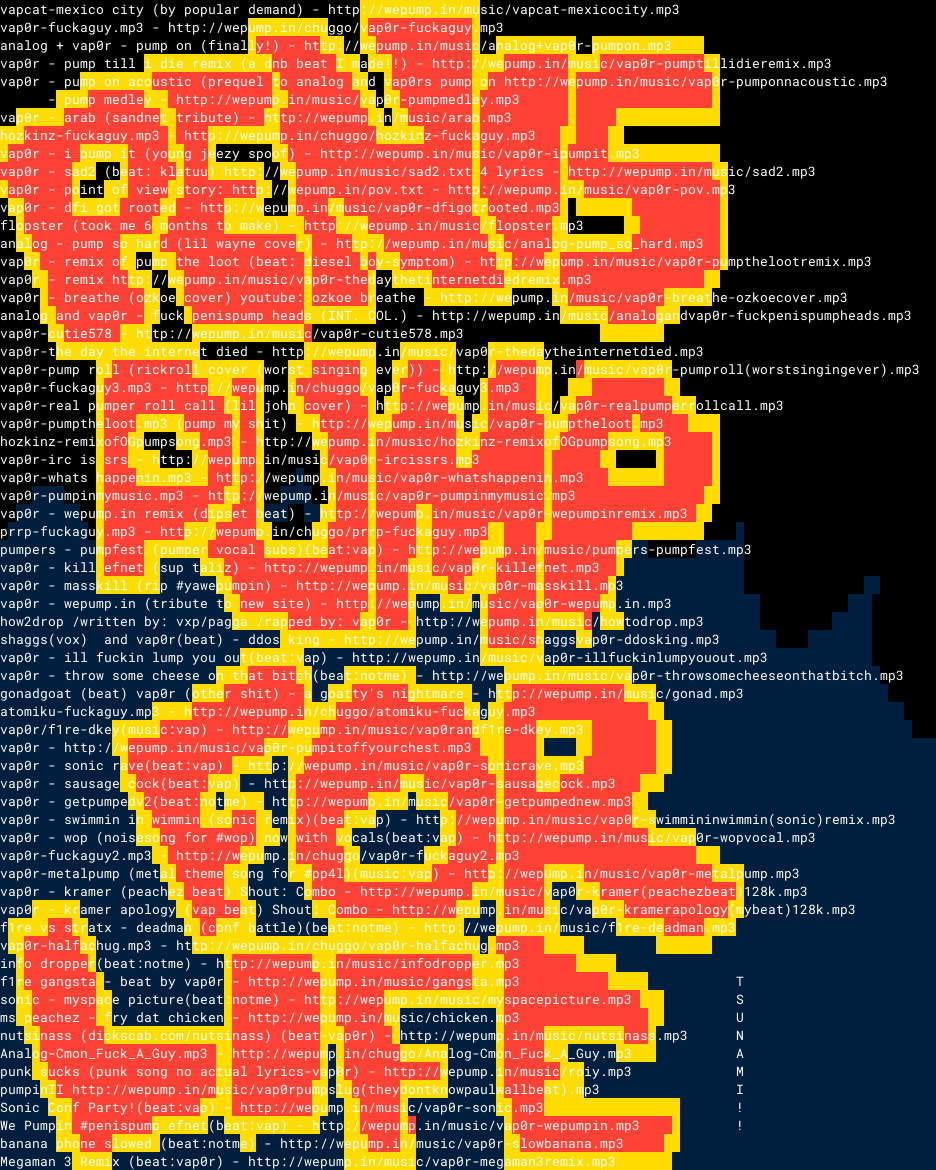 vapcat-mexico city (by popular demand) - http://wepump.in/music/vapcat-mexicocity.mp3
vap0r-fuckaguy.mp3 - http://wepump.in/chuggo/vap0r-fuckaguy.mp3
analog + vap0r - pump on (finally!) - http://wepump.in/music/analog+vap0r-pumpon.mp3
vap0r - pump till i die remix (a dnb beat I made!!) - http://wepump.in/music/vap0r-pumptillidieremix.mp3
vap0r - pump on acoustic (prequel to analog and vap0rs pump on http://wepump.in/music/vap0r-pumponnacoustic.mp3
- pump medley - http://wepump.in/music/vap0r-pumpmedley.mp3
vap0r - arab (sandnet tribute) - http://wepump.in/music/arab.mp3
hozkinz-fuckaguy.mp3 - http://wepump.in/chuggo/hozkinz-fuckaguy.mp3
vap0r - i pump it (young jeezy spoof) - http://wepump.in/music/vap0r-ipumpit.mp3
vap0r - sad2 (beat: klatuu) http://wepump.in/music/sad2.txt 4 lyrics - http://wepump.in/music/sad2.mp3
vap0r - point of view story: http://wepump.in/pov.txt - http://wepump.in/music/vap0r-pov.mp3
vap0r - dfi got rooted - http://wepump.in/music/vap0r-dfigotrooted.mp3
flopster (took me 6 months to make) - http://wepump.in/music/flopster.mp3
analog - pump so hard (lil wayne cover) - http://wepump.in/music/analog-pump_so_hard.mp3
vap0r - remix of pump the loot (beat: diesel boy-symptom) - http://wepump.in/music/vap0r-pumpthelootremix.mp3
vap0r - remix http://wepump.in/music/vap0r-thedaythetinternetdiedremix.mp3
vap0r - breathe (ozkoe cover) youtube: ozkoe breathe - http://wepump.in/music/vap0r-breathe-ozkoecover.mp3
analog and vap0r - fuck penispump heads (INT. COL.) - http://wepump.in/music/analogandvap0r-fuckpenispumpheads.mp3
vap0r-cutie578 - http://wepump.in/music/vap0r-cutie578.mp3
vap0r-the day the internet died - http://wepump.in/music/vap0r-thedaytheinternetdied.mp3
vap0r-pump roll (rickroll cover (worst singing ever)) - http://wepump.in/music/vap0r-pumproll(worstsingingever).mp3
vap0r-fuckaguy3.mp3 - http://wepump.in/chuggo/vap0r-fuckaguy3.mp3
vap0r-real pumper roll call (lil john cover) - http://wepump.in/music/vap0r-realpumperrollcall.mp3
vap0r-pumptheloot.mp3 (pump my shit) - http://wepump.in/music/vap0r-pumptheloot.mp3
hozkinz-remixofOGpumpsong.mp3 - http://wepump.in/music/hozkinz-remixofOGpumpsong.mp3
vap0r-irc is srs - http://wepump.in/music/vap0r-ircissrs.mp3
vap0r-whats happenin.mp3 - http://wepump.in/music/vap0r-whatshappenin.mp3
vap0r-pumpinmymusic.mp3 - http://wepump.in/music/vap0r-pumpinmymusic.mp3
vap0r - wepump.in remix (dipset beat) - http://wepump.in/music/vap0r-wepumpinremix.mp3
prrp-fuckaguy.mp3 - http://wepump.in/chuggo/prrp-fuckaguy.mp3
pumpers - pumpfest (pumper vocal subs)(beat:vap) - http://wepump.in/music/pumpers-pumpfest.mp3
vap0r - kill efnet (sup taliz) - http://wepump.in/music/vap0r-killefnet.mp3
vap0r - masskill (rip #yawepumpin) - http://wepump.in/music/vap0r-masskill.mp3
vap0r - wepump.in (tribute to new site) - http://wepump.in/music/vap0r-wepump.in.mp3
how2drop /written by: vxp/pagga /rapped by: vap0r - http://wepump.in/music/howtodrop.mp3
shaggs(vox)  and vap0r(beat) - ddos king - http://wepump.in/music/shaggsvap0r-ddosking.mp3
vap0r - ill fuckin lump you out(beat:vap) - http://wepump.in/music/vap0r-illfuckinlumpyouout.mp3
vap0r - throw some cheese on that bitch(beat:notme) - http://wepump.in/music/vap0r-throwsomecheeseonthatbitch.mp3
gonadgoat (beat) vap0r (other shit) - a goatty's nightmare - http://wepump.in/music/gonad.mp3
atomiku-fuckaguy.mp3 - http://wepump.in/chuggo/atomiku-fuckaguy.mp3
vap0r/f1re-dkey(music:vap) - http://wepump.in/music/vap0randf1re-dkey.mp3
vap0r - http://wepump.in/music/vap0r-pumpitoffyourchest.mp3
vap0r - sonic rave(beat:vap) - http://wepump.in/music/vap0r-sonicrave.mp3
vap0r - sausage cock(beat:vap) - http://wepump.in/music/vap0r-sausagecock.mp3
vap0r - getpumpedv2(beat:notme) - http://wepump.in/music/vap0r-getpumpednew.mp3
vap0r - swimmin in wimmin (sonic remix)(beat:vap) - http://wepump.in/music/vap0r-swimmininwimmin(sonic)remix.mp3
vap0r - wop (noisesong for #wop) now with vocals(beat:vap) - http://wepump.in/music/vap0r-wopvocal.mp3
vap0r-fuckaguy2.mp3 - http://wepump.in/chuggo/vap0r-fuckaguy2.mp3
vap0r-metalpump (metal theme song for #pp4l)(music:vap) - http://wepump.in/music/vap0r-metalpump.mp3
vap0r - kramer (peachez beat) Shout: Combo - http://wepump.in/music/vap0r-kramer(peachezbeat)128k.mp3
vap0r - kramer apology (vap beat) Shout: Combo - http://wepump.in/music/vap0r-kramerapology(mybeat)128k.mp3
f1re vs stratx - deadman (conf battle)(beat:notme) - http://wepump.in/music/f1re-deadman.mp3
vap0r-halfachug.mp3 - http://wepump.in/chuggo/vap0r-halfachug.mp3
info dropper(beat:notme) - http://wepump.in/music/infodropper.mp3
f1re gangsta - beat by vap0r - http://wepump.in/music/gangsta.mp3
sonic - myspace picture(beat:notme) - http://wepump.in/music/myspacepicture.mp3
ms peachez - fry dat chicken - http://wepump.in/music/chicken.mp3
nutsinass (dickscab.com/nutsinass) (beat-vap0r) - http://wepump.in/music/nutsinass.mp3
Analog-Cmon_Fuck_A_Guy.mp3 - http://wepump.in/chuggo/Analog-Cmon_Fuck_A_Guy.mp3
punk sucks (punk song no actual lyrics-vap0r) - http://wepump.in/music/roiy.mp3
pumpinII http://wepump.in/music/vap0rpumpslug(theydontknowpaulwallbeat).mp3
Sonic Conf Party!(beat:vap) - http://wepump.in/music/vap0r-sonic.mp3
We Pumpin #penispump efnet(beat:vap) - http://wepump.in/music/vap0r-wepumpin.mp3
banana phone slowed (beat:notme) - http://wepump.in/music/vap0r-slowbanana.mp3
Megaman 3 Remix (beat:vap0r) - http://wepump.in/music/vap0r-megaman3remix.mp3
T
S
U
N
A
M
I
!
!